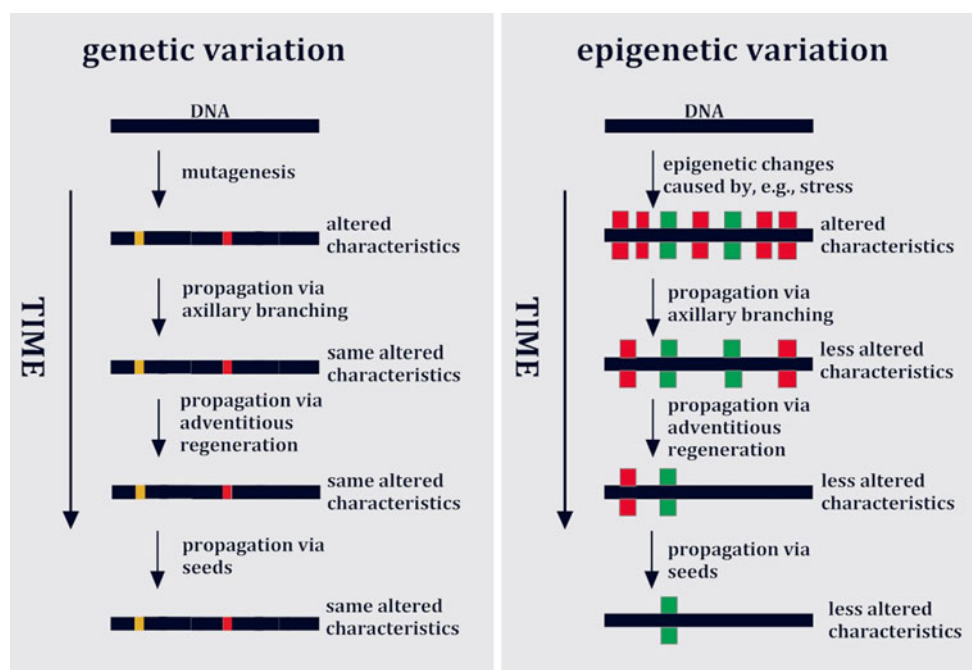 genetic variation
DNA
mutagenesis
altered
characteristics
propagation via
axillary branching
same altered
characteristics
propagation via
adventitious
regeneration
same altered
characteristics
propagation via
seeds
same altered
characteristics
TIME
epigenetic variation
DNA
epigenetic changes
caused by, e.g., stress
altered
characteristics
propagation via
axillary branching
less altered
characteristics
propagation via
adventitious
regeneration
less altered
characteristics
propagation via
seeds
less altered
characteristics
TIME